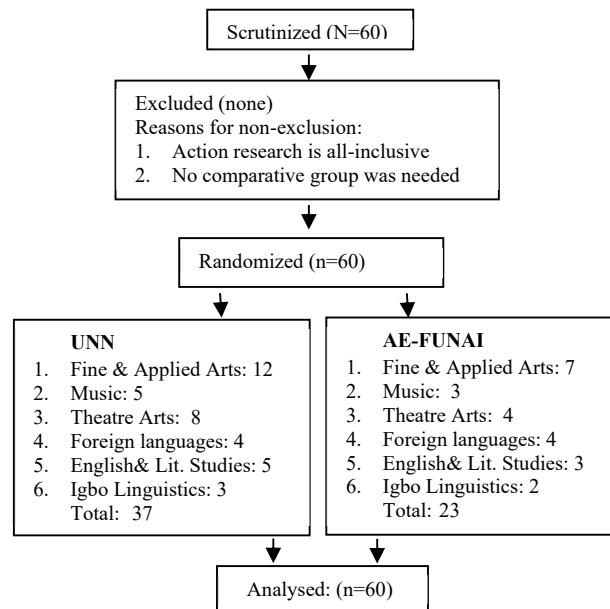 Scrutinized (N=60)
Excluded (none)
Reasons for non-exclusion:
1. Action research is all-inclusive
2. No comparative group was needed
Randomized (n=60)
UNN
1. Fine & Applied Arts: 12
2. Music: 5
3. Theatre Arts: 8
4. Foreign languages: 4
5. English& Lit. Studies: 5
6. Igbo Linguistics: 3
Total: 37
AE-FUNAI
1. Fine & Applied Arts: 7
2. Music: 3
3. Theatre Arts: 4
4. Foreign languages: 4
5. English& Lit. Studies: 3
6. Igbo Linguistics: 2
Total: 23
Analysed: (n=60)